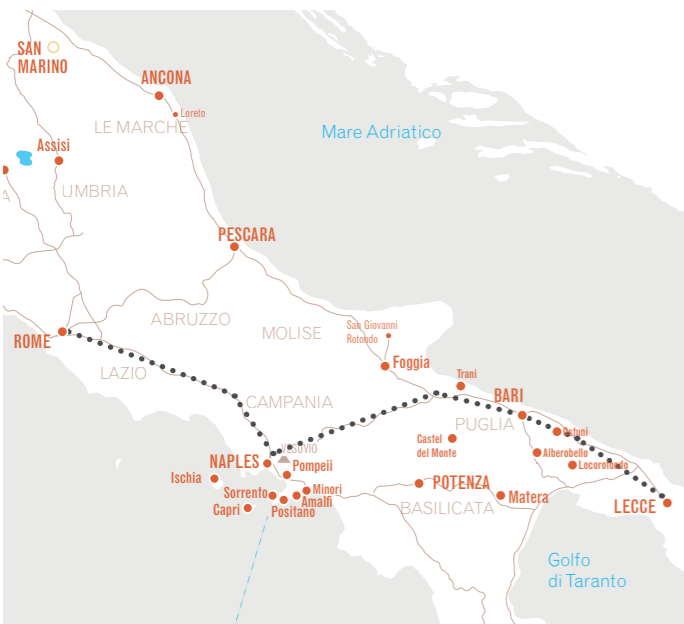 SAN
MARINO
ANCONA
Loreto
LE MARCHE
Mare Adriatico
Assisi
A
UMBRIA
PESCARA
ABRUZZO
San Giovanni
Rotondo
MOLISE
ROME
LAZIO
Foggia
Trani
CAMPANIA
BARI
PUGLIA
Castel
del Monte
Ostuni
VESUVIO
Alberobello
NAPLES
Pompeii
Locorotondo
Ischia
POTENZA
Sorrento
Minori
Matera
Capri
Amalfi
Positano
BASILICATA
LECCE
Golfo
di Taranto